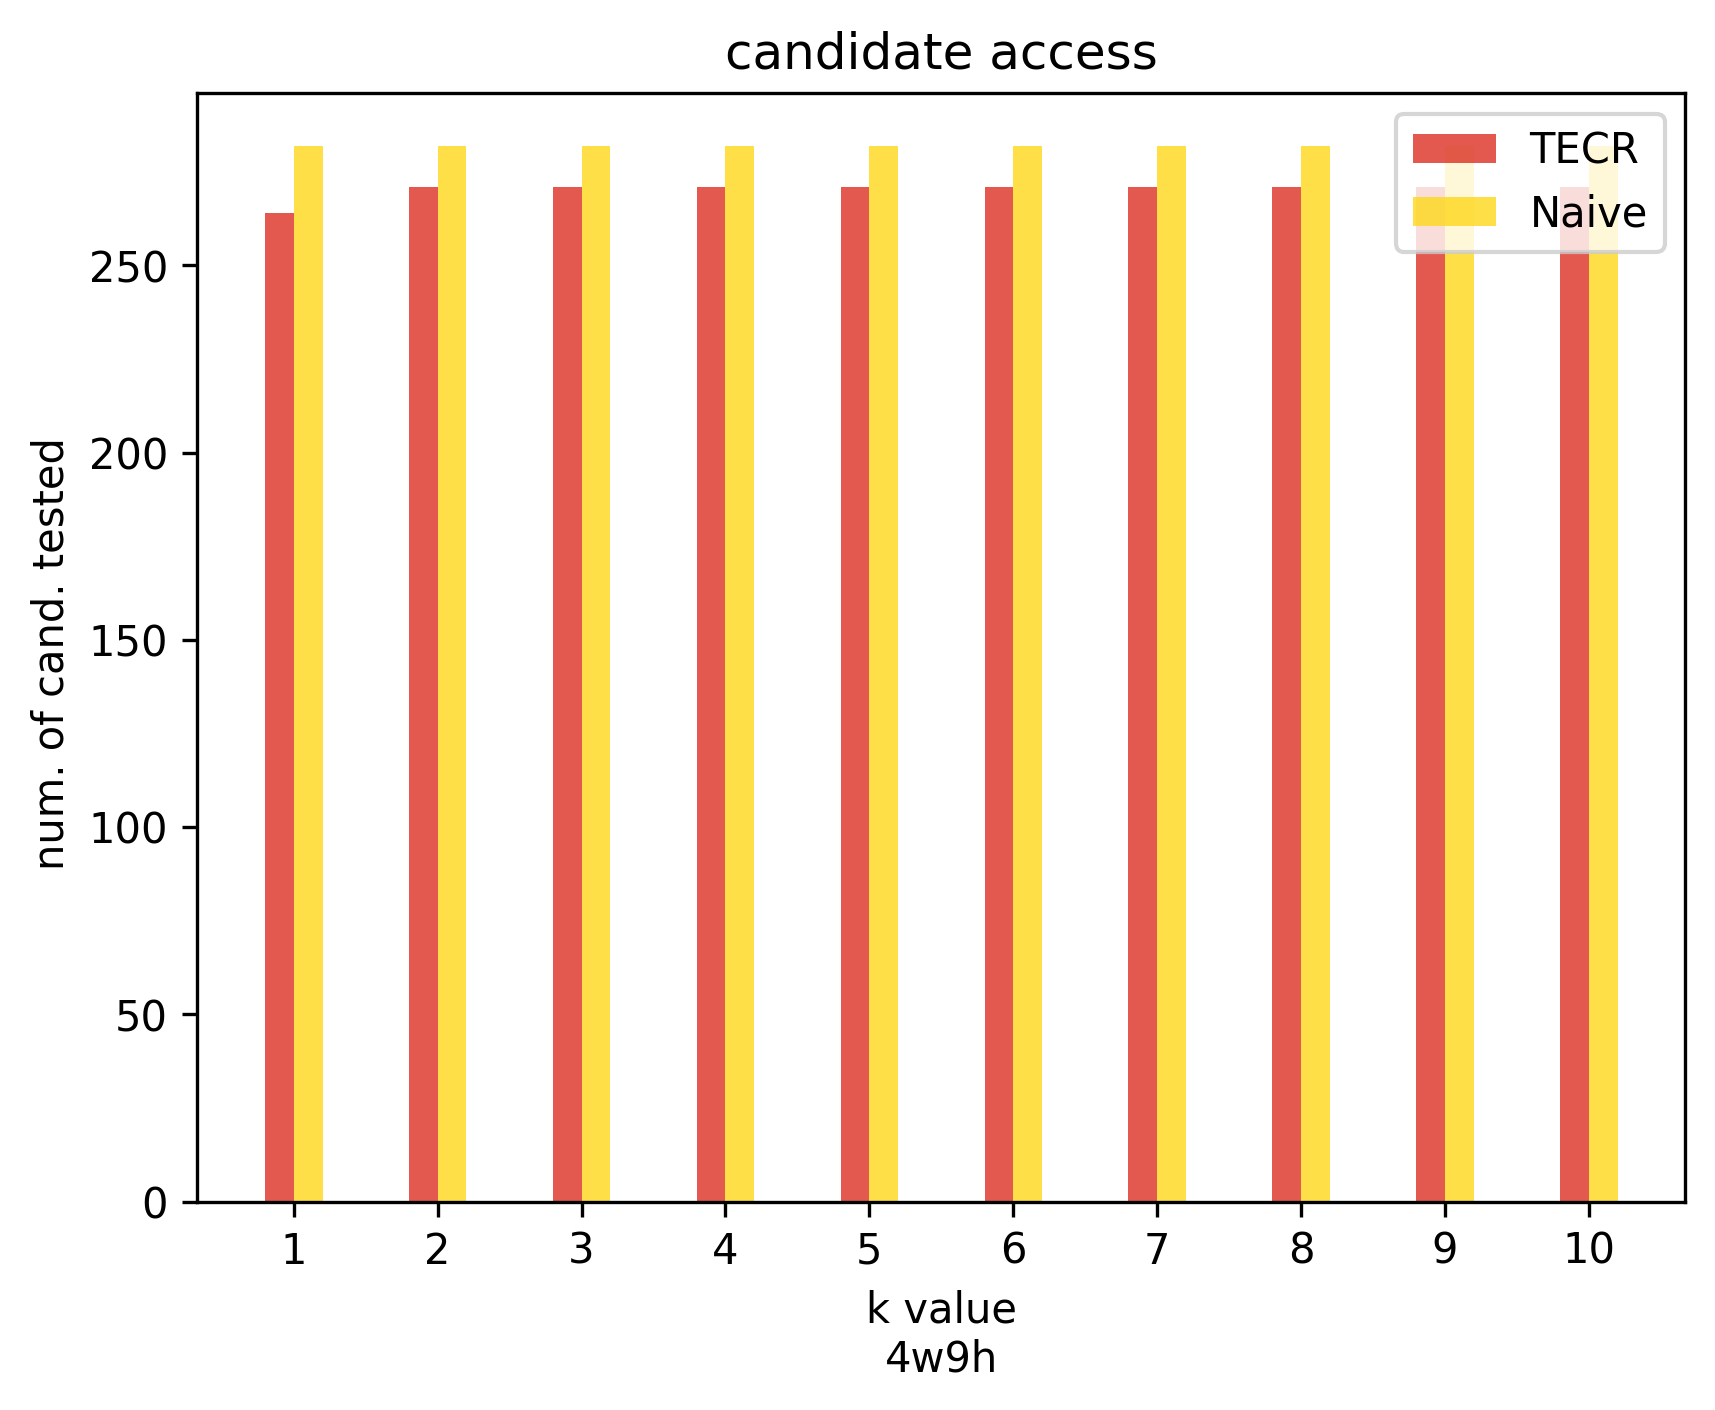 candidate access
TECR
Naive
num. of cand. tested
250
200
150
100
50
0
1 2 3 4 5 6 7 8 9 10
k value
4w9h